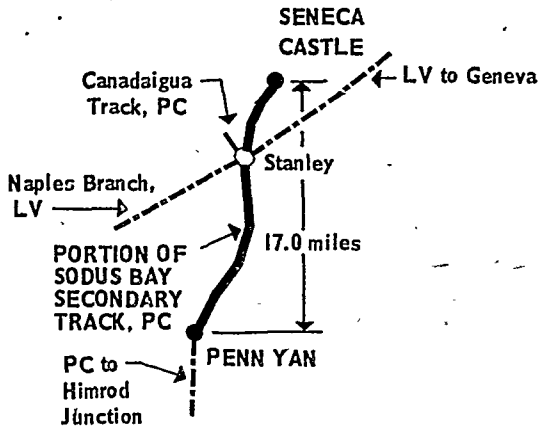 SENECA
CASTLE
Canadaigua
Track, PC
LV to Geneva
Stanley
Naples Branch,
LV
17.0 miles
PORTION OF
SODUS BAY
SECONDARY
TRACK, PC
PENN YAN
PC to
Himrod
Junction